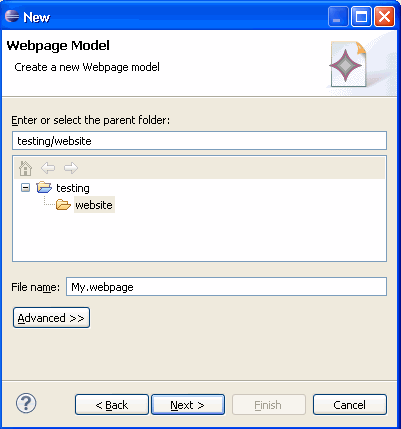 New
Webpage Model
Create a new Webpage model
Enter or select the parent folder:
testing/website
testing
website
File name: My.webpage
Advanced >>
? < Back Next > Finish Cancel